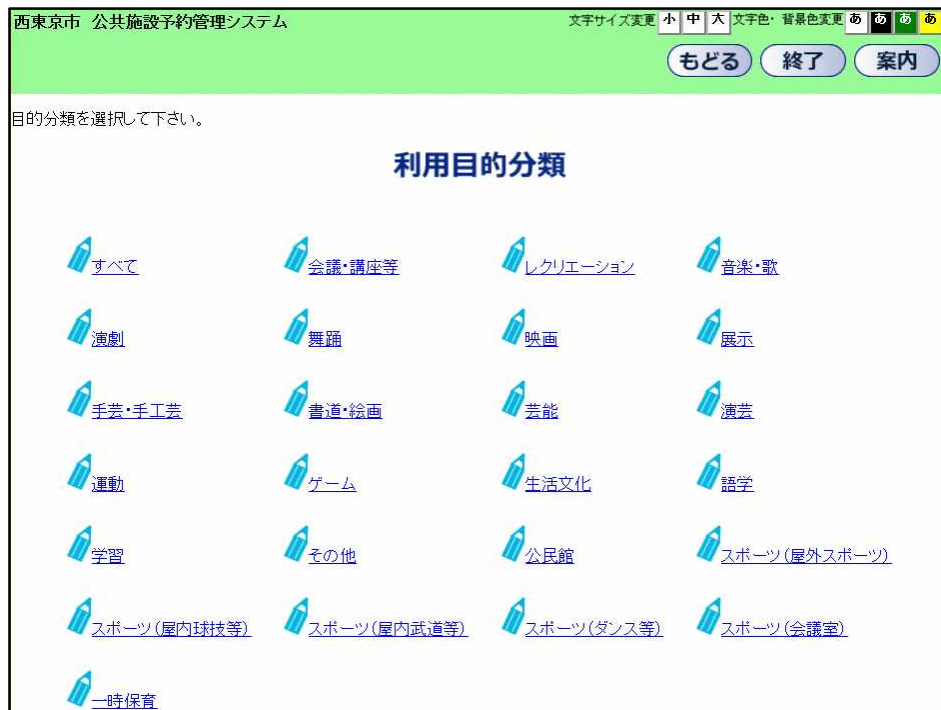 西東京市 公共施設予約管理システム 文字サイズ変更 小 中 大 文字色・背景色変更 あ あ あ あ
もどる 終了 案内
目的分類を選択して下さい。
利用目的分類
すべて 会議・講座等 レクリエーション 音楽・歌
演劇 舞踊 映画 展示
手芸・手工芸 書道・絵画 芸能 演芸
運動 ゲーム 生活文化 語学
学習 その他 公民館 スポーツ(屋外スポーツ)
スポーツ(屋内球技等) スポーツ(屋内武道等) スポーツ(ダンス等) スポーツ(会議室)
一時保育